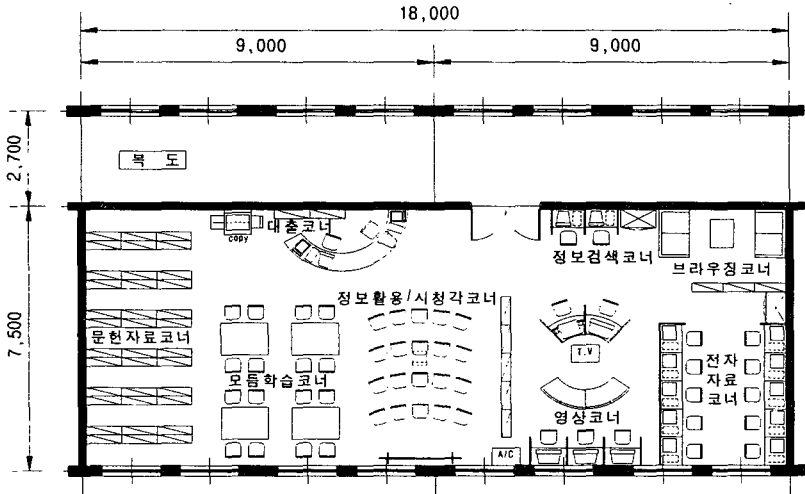 18,000
9,000
9,000
2,700
복 도
7,500
copy
대출코너
정보검색코너
브라우징코너
정보활용/시청각코너
문헌자료코너
T.V
모둠학습코너
전자
자료
코너
영상코너
A/C